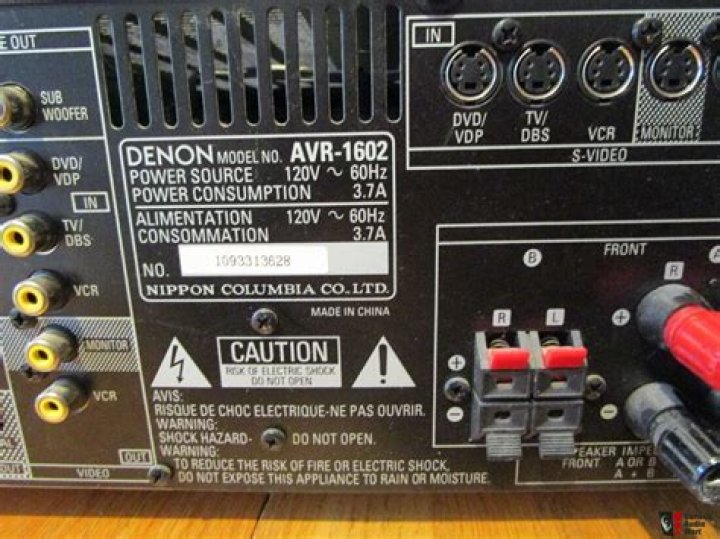 E OUT
SUB
WOOFER
DVD/
VDP
IN
TV/
DBS
VCR
MONITOR
VCR
OUT
VIDEO
OUT
DENON MODEL NO. AVR-1602
POWER SOURCE 120V ~ 60Hz
POWER CONSUMPTION 3.7A
ALIMENTATION 120V ~ 60Hz
CONSOMMATION 3.7A
NO. 1093313628
NIPPON COLUMBIA CO., LTD.
MADE IN CHINA
CAUTION
RISK OF ELECTRIC SHOCK
DO NOT OPEN
AVIS:
RISQUE DE CHOC ELECTRIQUE-NE PAS OUVRIR.
WARNING:
SHOCK HAZARD- DO NOT OPEN.
WARNING:
TO REDUCE THE RISK OF FIRE OR ELECTRIC SHOCK,
DO NOT EXPOSE THIS APPLIANCE TO RAIN OR MOISTURE.
IN
DVD/
VDP
TV/
DBS
VCR
MONITOR
S-VIDEO
FRONT
B
A
R
L
R
+
−
+
−
PEAKER IMPE
FRONT A OR B
A + B